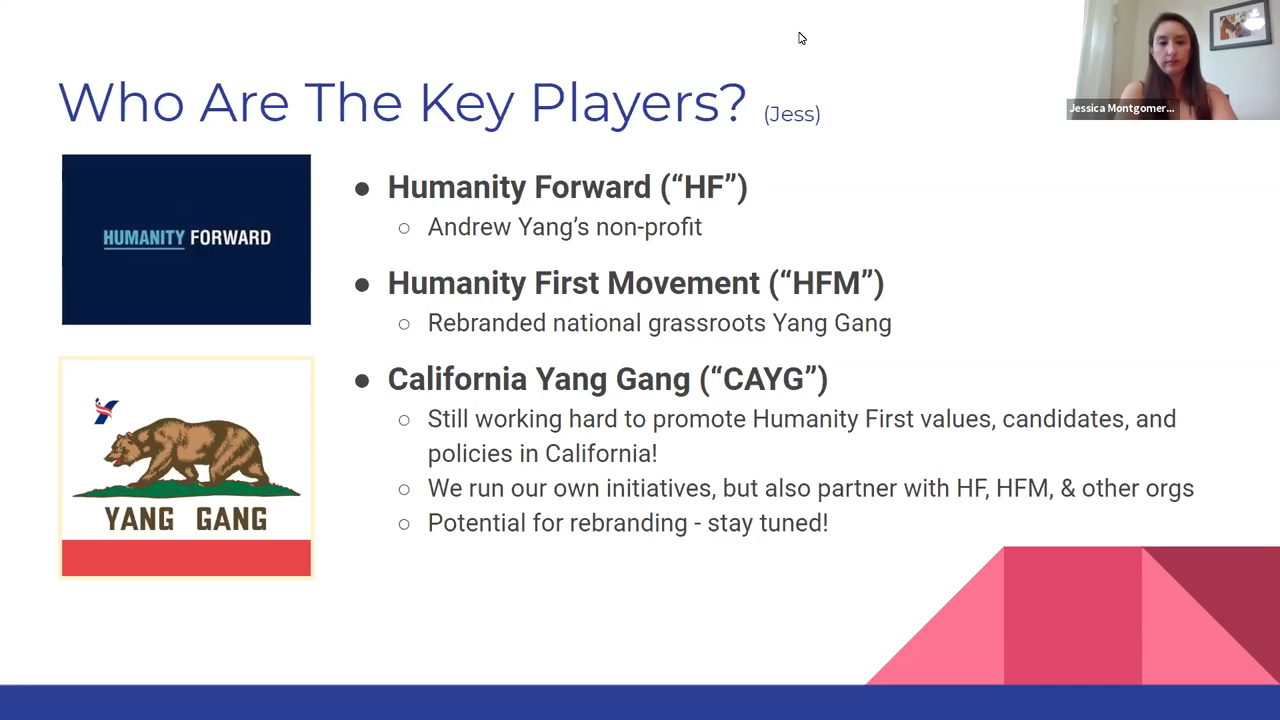 Jessica Montgomer...
Who Are The Key Players? (Jess)
HUMANITY FORWARD
● Humanity Forward (“HF”)
○ Andrew Yang’s non-profit
● Humanity First Movement (“HFM”)
○ Rebranded national grassroots Yang Gang
YANG GANG
● California Yang Gang (“CAYG”)
○ Still working hard to promote Humanity First values, candidates, and
policies in California!
○ We run our own initiatives, but also partner with HF, HFM, & other orgs
○ Potential for rebranding - stay tuned!